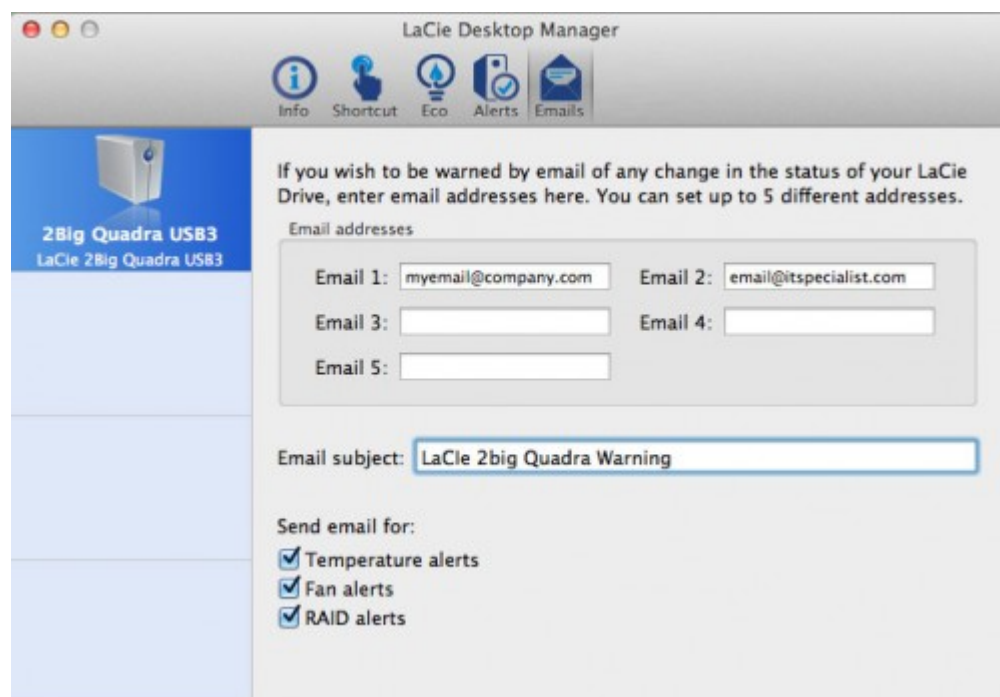 LaCie Desktop Manager
Info Shortcut Eco Alerts Emails
2Big Quadra USB3
LaCie 2Big Quadra USB3
If you wish to be warned by email of any change in the status of your LaCie
Drive, enter email addresses here. You can set up to 5 different addresses.
Email addresses
Email 1: myemail@company.com Email 2: email@itspecialist.com
Email 3: Email 4:
Email 5:
Email subject: LaCIe 2big Quadra Warning
Send email for:
Temperature alerts
Fan alerts
RAID alerts